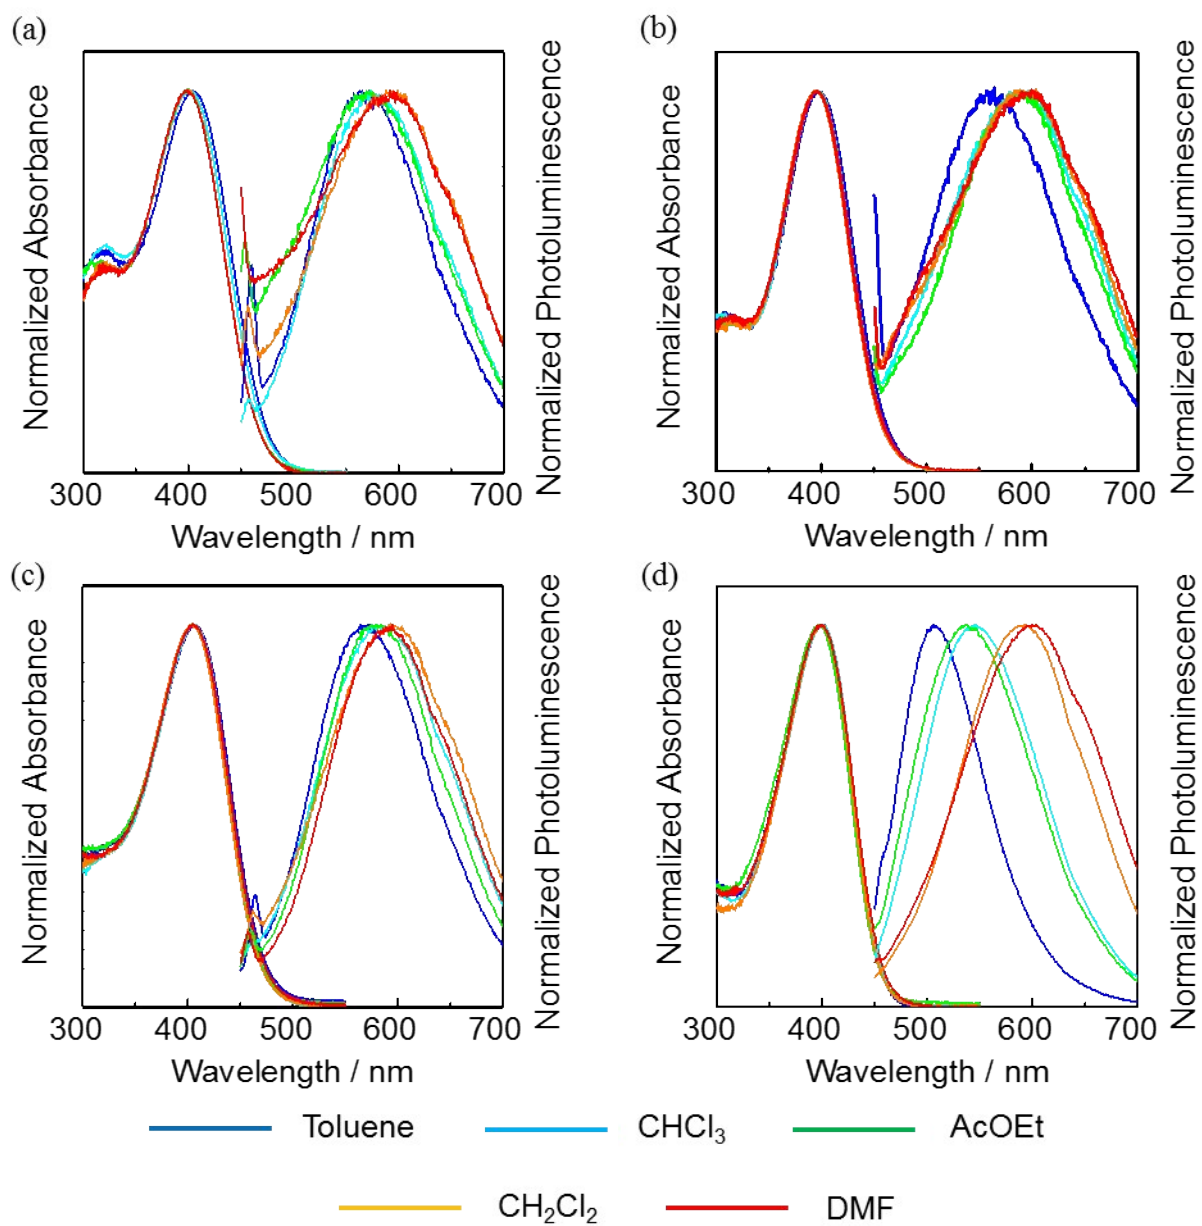 (a)
Normalized Absorbance
Normalized Photoluminescence
300 400 500 600 700
Wavelength / nm
(b)
Normalized Absorbance
Normalized Photoluminescence
300 400 500 600 700
Wavelength / nm
(c)
Normalized Absorbance
Normalized Photoluminescence
300 400 500 600 700
Wavelength / nm
(d)
Normalized Absorbance
Normalized Photoluminescence
300 400 500 600 700
Wavelength / nm
Toluene CHCl₃ AcOEt
CH₂Cl₂ DMF